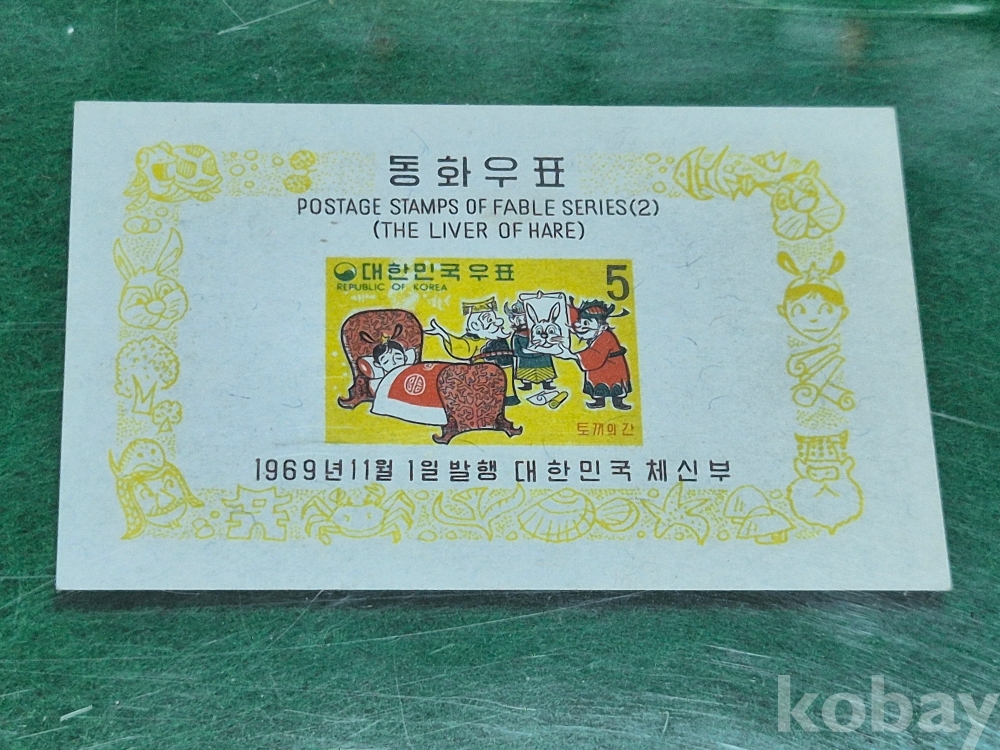 동화우표
POSTAGE STAMPS OF FABLE SERIES(2)
(THE LIVER OF HARE)
대한민국우표 5
REPUBLIC OF KOREA
토끼의 간
1969년 11월 1일 발행 대한민국 체신부
kobay